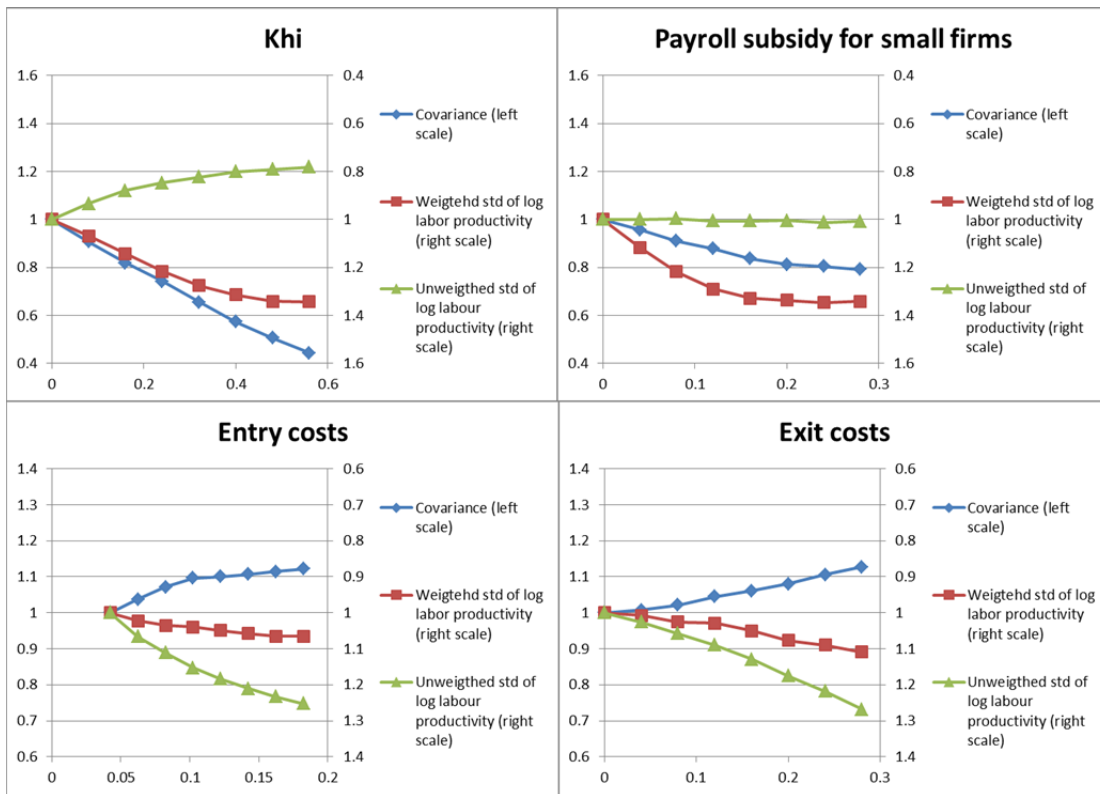 Khi
1.6
1.4
1.2
1
0.8
0.6
0.4
0.4
0.6
0.8
1
1.2
1.4
1.6
0
0.2
0.4
0.6
Covariance (left
scale)
Weigtehd std of log
labor productivity
(right scale)
Unweigthed std of
log labour
productivity (right
scale)
Payroll subsidy for small firms
1.6
1.4
1.2
1
0.8
0.6
0.4
0.4
0.6
0.8
1
1.2
1.4
1.6
0
0.1
0.2
0.3
Covariance (left
scale)
Weigtehd std of log
labor productivity
(right scale)
Unweigthed std of
log labour
productivity (right
scale)
Entry costs
1.4
1.3
1.2
1.1
1
0.9
0.8
0.7
0.6
0.6
0.7
0.8
0.9
1
1.1
1.2
1.3
1.4
0
0.05
0.1
0.15
0.2
Covariance (left
scale)
Weigtehd std of log
labor productivity
(right scale)
Unweigthed std of
log labour
productivity (right
scale)
Exit costs
1.4
1.3
1.2
1.1
1
0.9
0.8
0.7
0.6
0.6
0.7
0.8
0.9
1
1.1
1.2
1.3
1.4
0
0.1
0.2
0.3
Covariance (left
scale)
Weigtehd std of log
labor productivity
(right scale)
Unweigthed std of
log labour
productivity (right
scale)